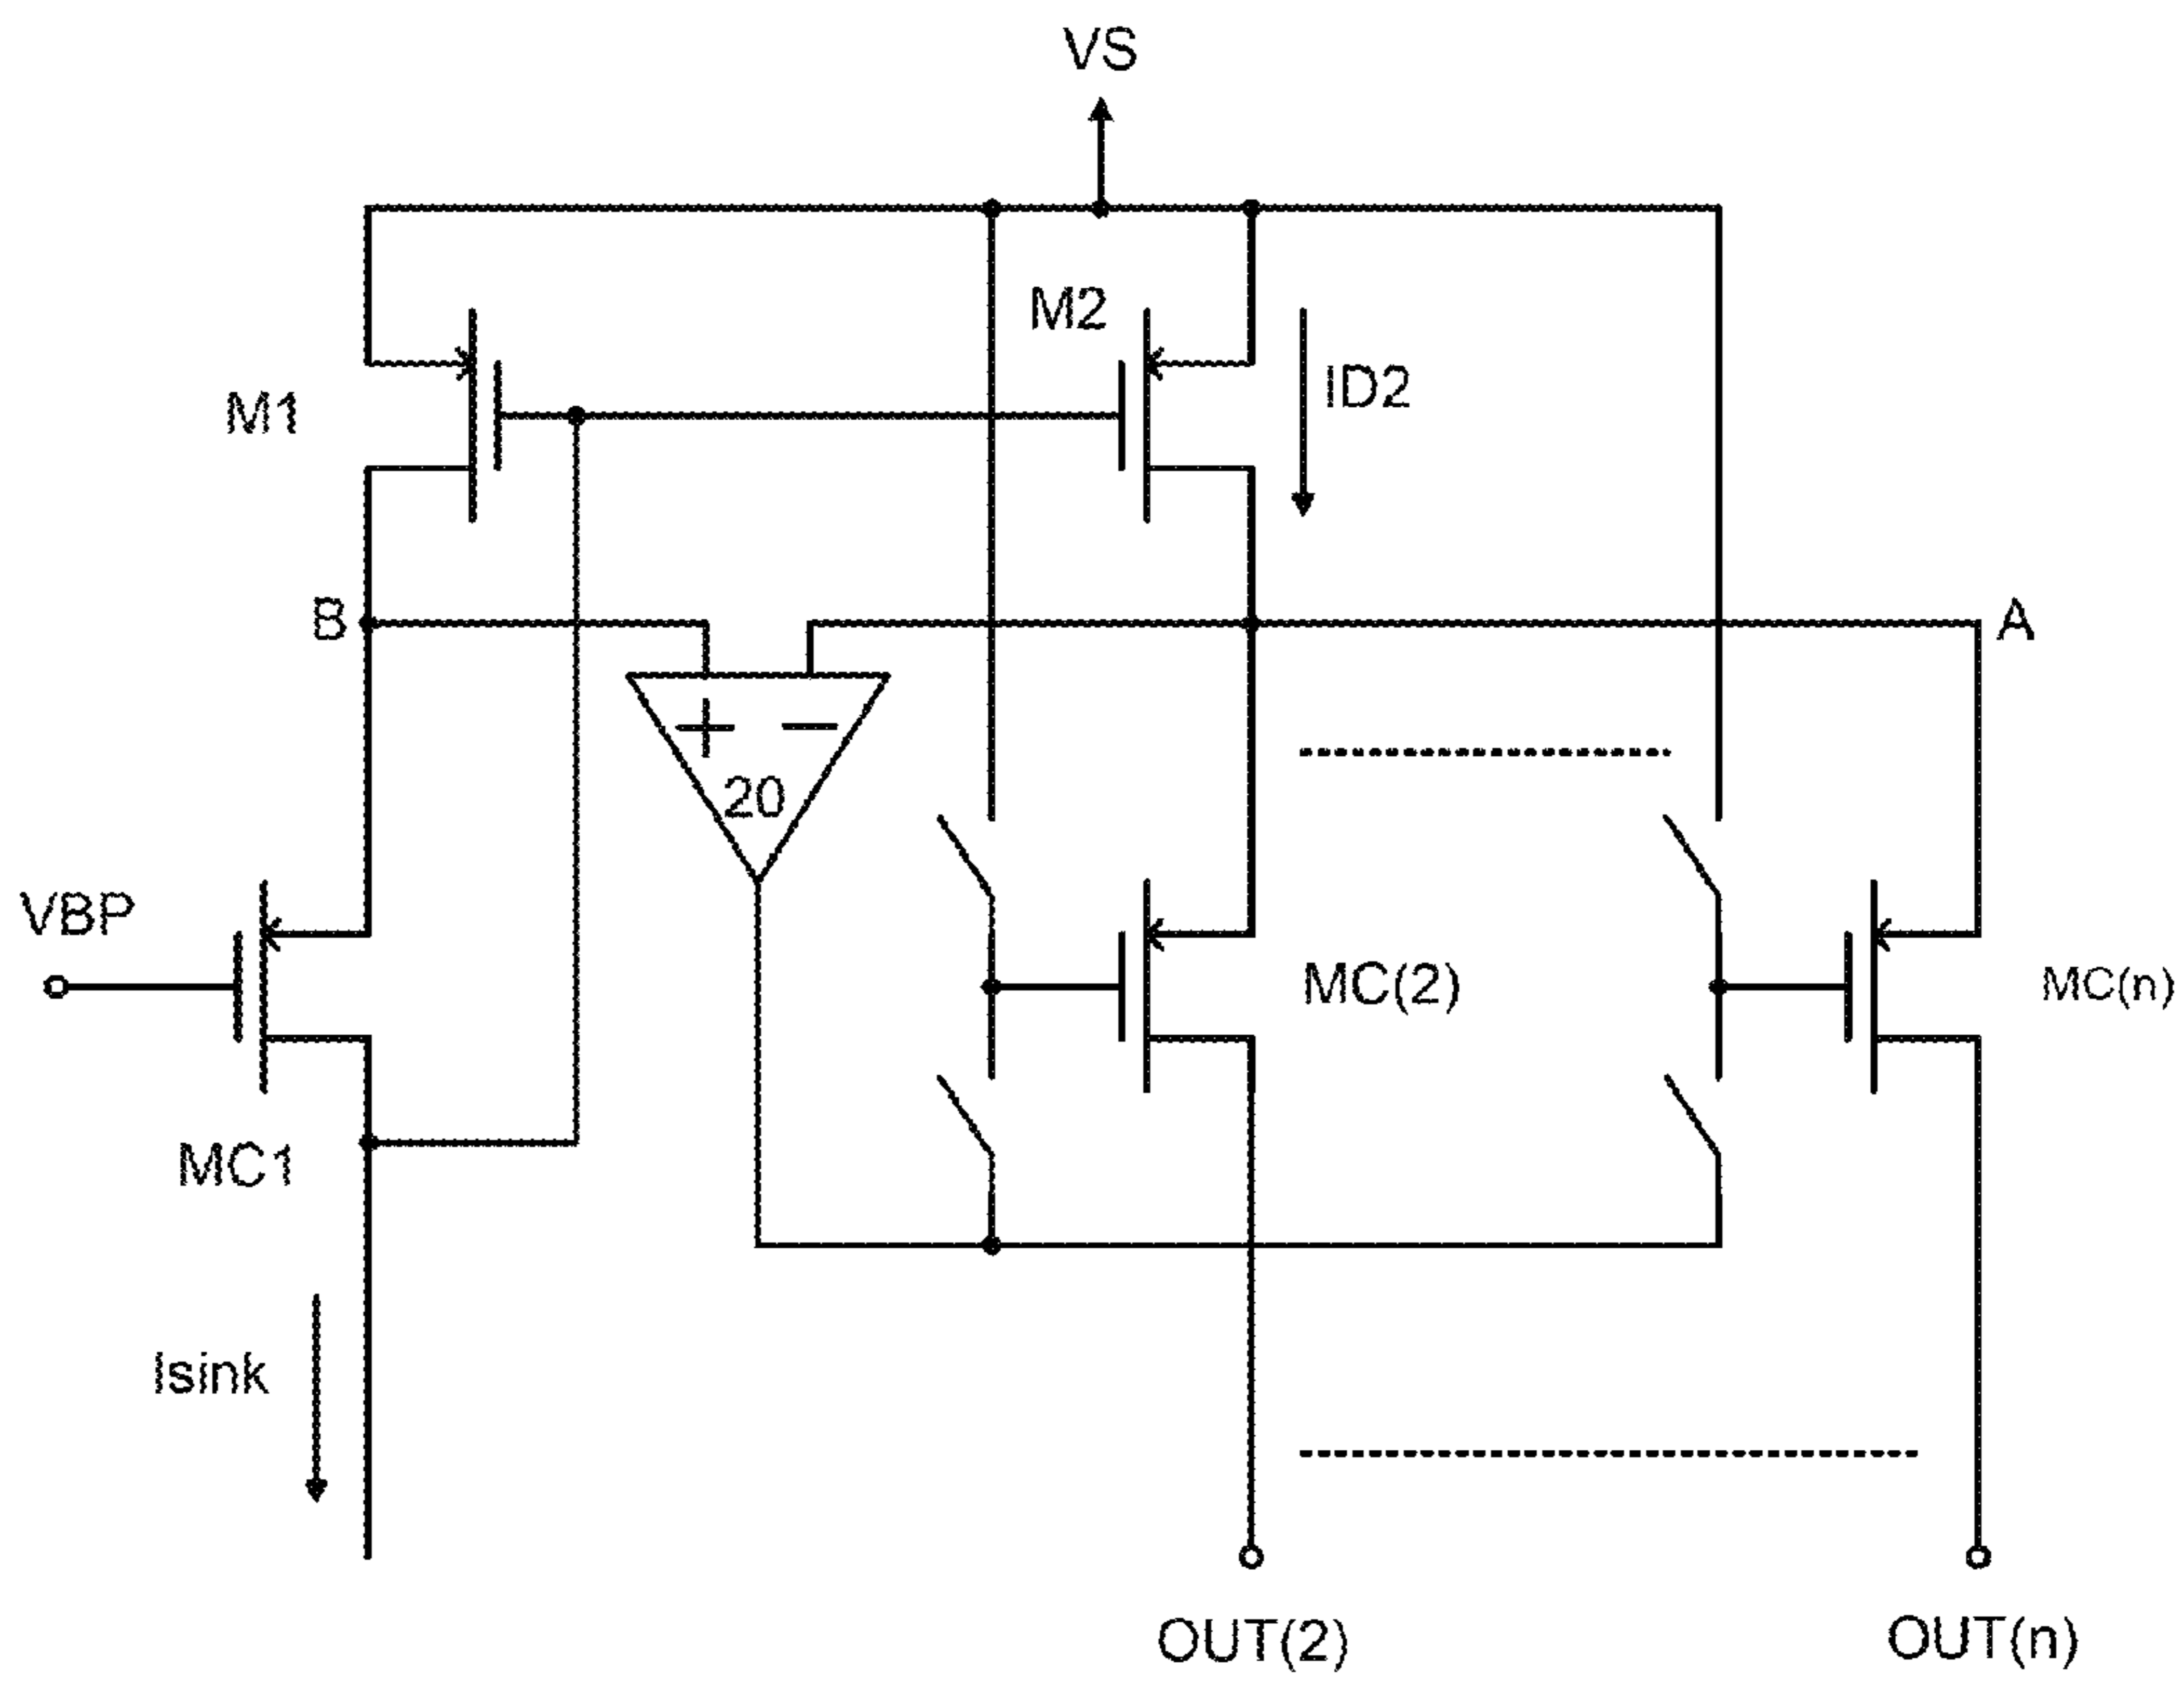 VS
M2
ID2
M1
B
A
+
−
20
VBP
MC(2)
MC(n)
MC1
Isink
OUT(2)
OUT(n)